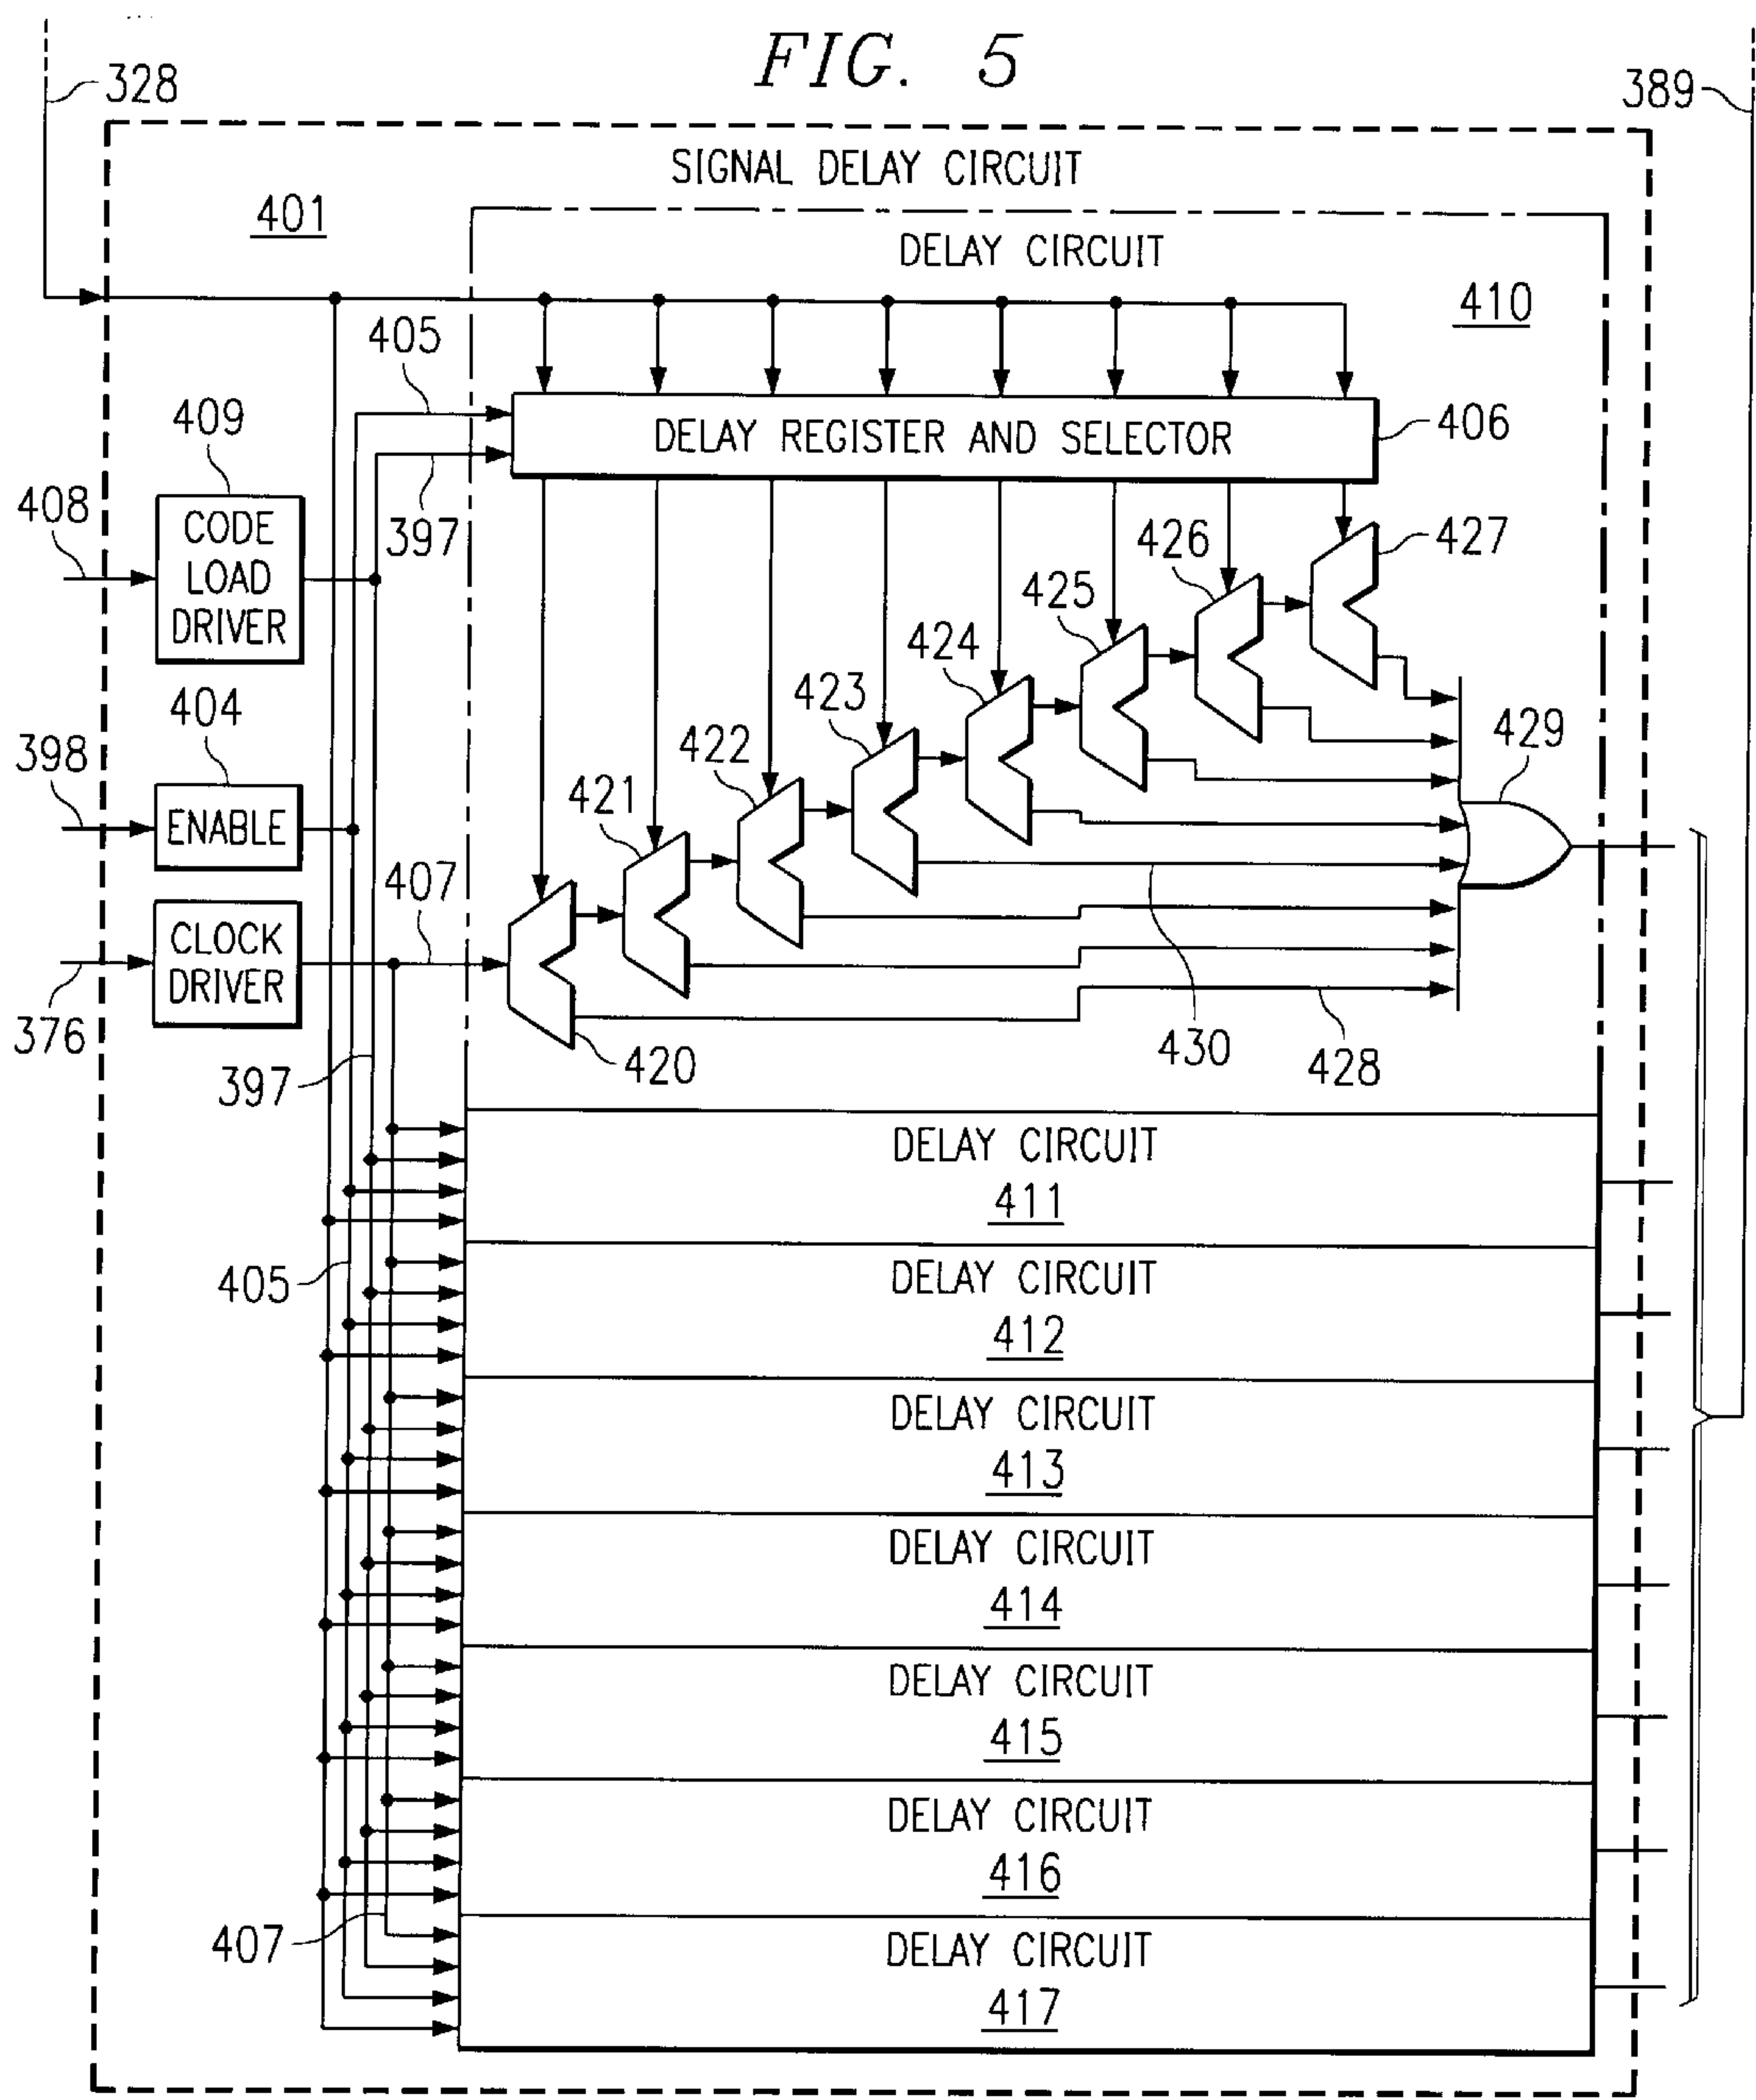 FIG. 5
328
389
SIGNAL DELAY CIRCUIT
401
DELAY CIRCUIT
410
405
409
DELAY REGISTER AND SELECTOR
406
408
CODE
LOAD
DRIVER
397
427
426
425
424
404
423
429
398
422
ENABLE
421
407
CLOCK
DRIVER
376
430
420
428
397
DELAY CIRCUIT
411
405
DELAY CIRCUIT
412
DELAY CIRCUIT
413
DELAY CIRCUIT
414
DELAY CIRCUIT
415
DELAY CIRCUIT
416
407
DELAY CIRCUIT
417